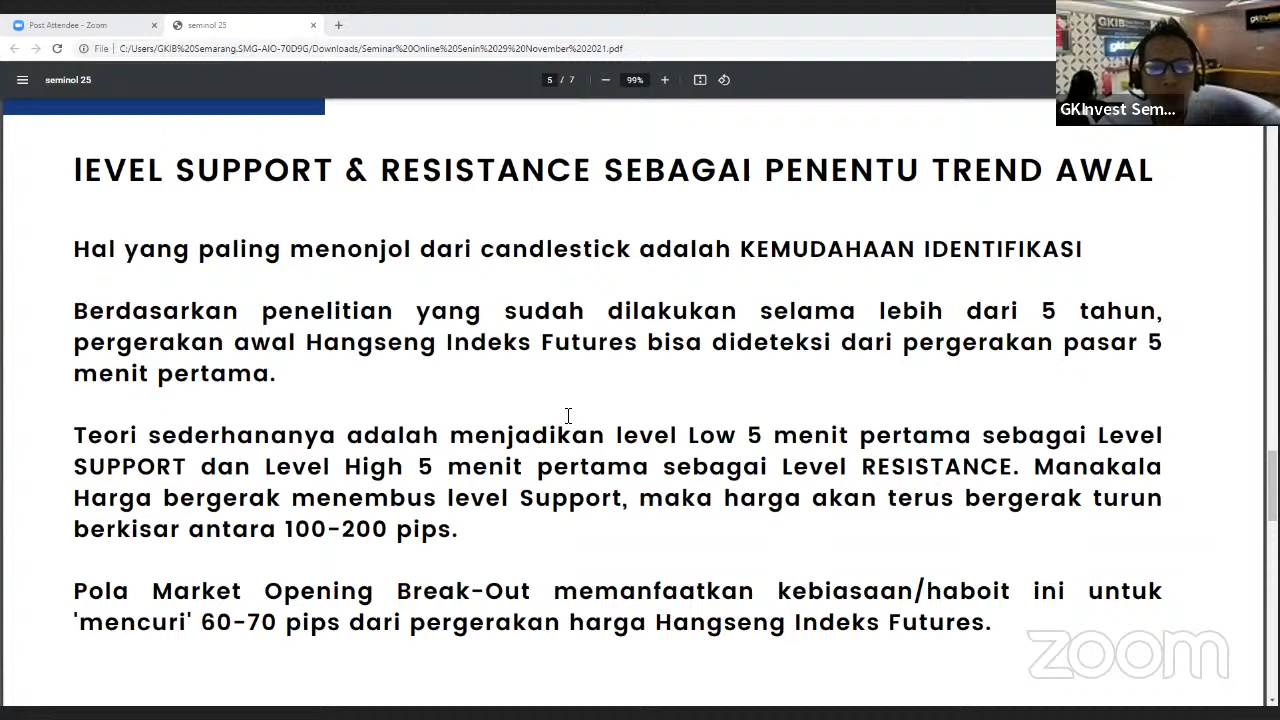 Post Attendee - Zoom
seminol 25
File
C:/Users/GKIB%20Semarang.SMG-AIO-70D9G/Downloads/Seminar%20Online%20Senin%2029%20November%202021.pdf
seminol 25
5 / 7
99%
GKInvest Sem...
GKIB
lEVEL SUPPORT & RESISTANCE SEBAGAI PENENTU TREND AWAL
Hal yang paling menonjol dari candlestick adalah KEMUDAHAAN IDENTIFIKASI
Berdasarkan penelitian yang sudah dilakukan selama lebih dari 5 tahun,
pergerakan awal Hangseng Indeks Futures bisa dideteksi dari pergerakan pasar 5
menit pertama.
Teori sederhananya adalah menjadikan level Low 5 menit pertama sebagai Level
SUPPORT dan Level High 5 menit pertama sebagai Level RESISTANCE. Manakala
Harga bergerak menembus level Support, maka harga akan terus bergerak turun
berkisar antara 100-200 pips.
Pola Market Opening Break-Out memanfaatkan kebiasaan/haboit ini untuk
'mencuri' 60-70 pips dari pergerakan harga Hangseng Indeks Futures.
zoom